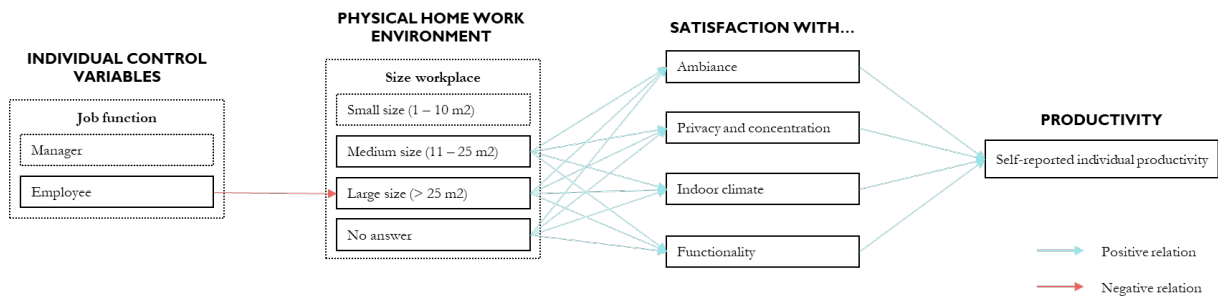 INDIVIDUAL CONTROL
VARIABLES
Job function
Manager
Employee
PHYSICAL HOME WORK
ENVIRONMENT
Size workplace
Small size (1 – 10 m2)
Medium size (11 – 25 m2)
Large size (> 25 m2)
No answer
SATISFACTION WITH...
Ambiance
Privacy and concentration
Indoor climate
Functionality
PRODUCTIVITY
Self-reported individual productivity
Positive relation
Negative relation